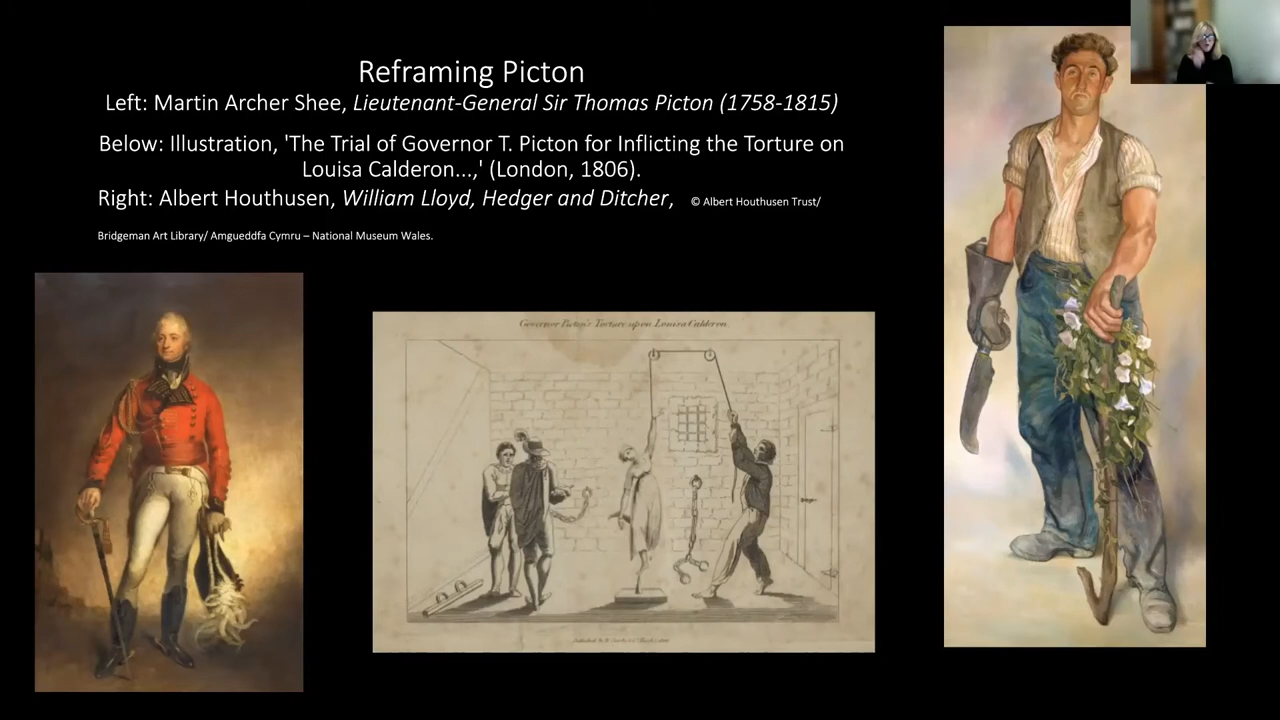 Reframing Picton
Left: Martin Archer Shee, Lieutenant-General Sir Thomas Picton (1758-1815)
Below: Illustration, 'The Trial of Governor T. Picton for Inflicting the Torture on
Louisa Calderon...,' (London, 1806).
Right: Albert Houthusen, William Lloyd, Hedger and Ditcher, © Albert Houthusen Trust/
Bridgeman Art Library/ Amgueddfa Cymru – National Museum Wales.
Governor Picton's Torture upon Louisa Calderon.